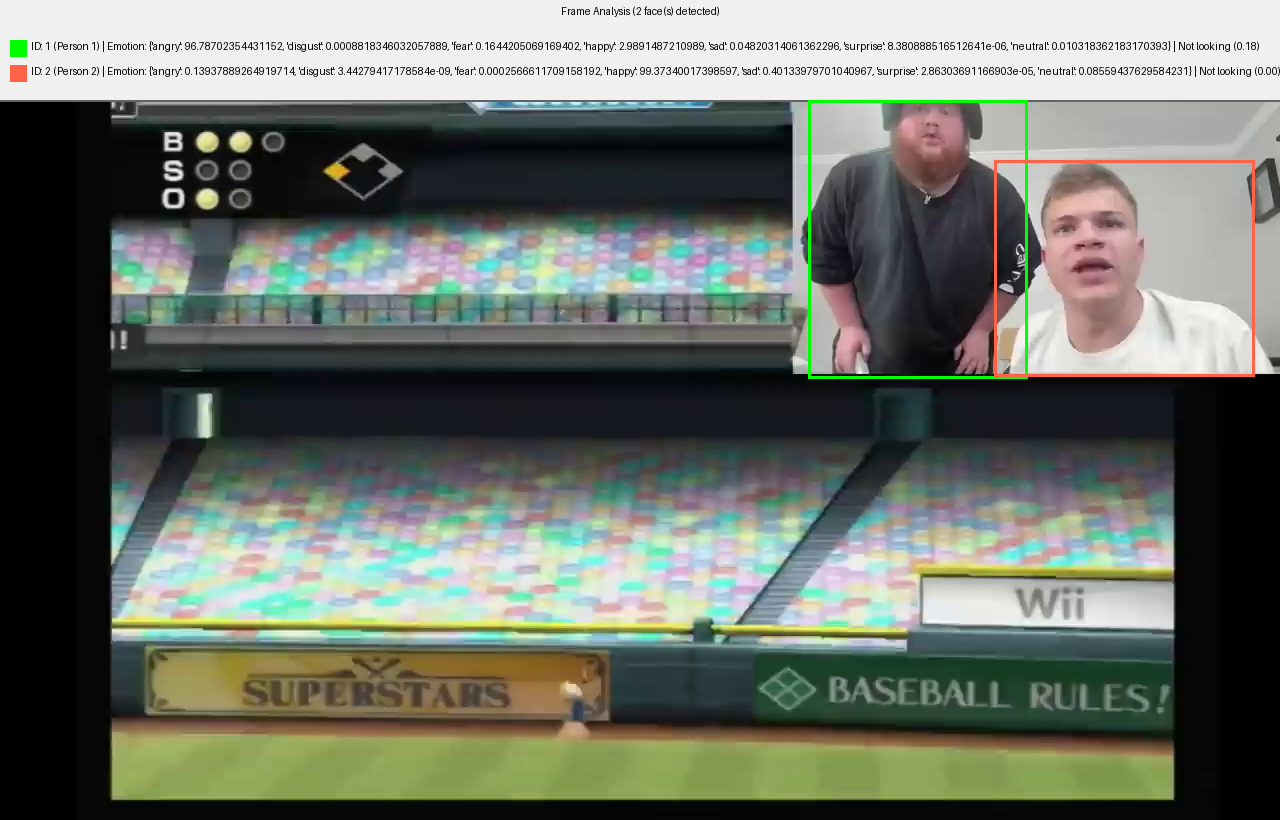 Frame Analysis (2 face(s) detected)
ID: 1 (Person 1) | Emotion: {'angry': 96.78702354431152, 'disgust': 0.0008818346032057889, 'fear': 0.1644205069169402, 'happy': 2.9891487210989, 'sad': 0.04820314061362296, 'surprise': 8.380888516512641e-06, 'neutral': 0.010318362183170393} | Not looking (0.18)
ID: 2 (Person 2) | Emotion: {'angry': 0.13937889264919714, 'disgust': 3.44279417178584e-09, 'fear': 0.0002566611709158192, 'happy': 99.37340017398597, 'sad': 0.40133979701040967, 'surprise': 2.86303691166903e-05, 'neutral': 0.08559437629584231} | Not looking (0.00)
B
S
O
!
Wii
SUPERSTARS
BASEBALL RULES!